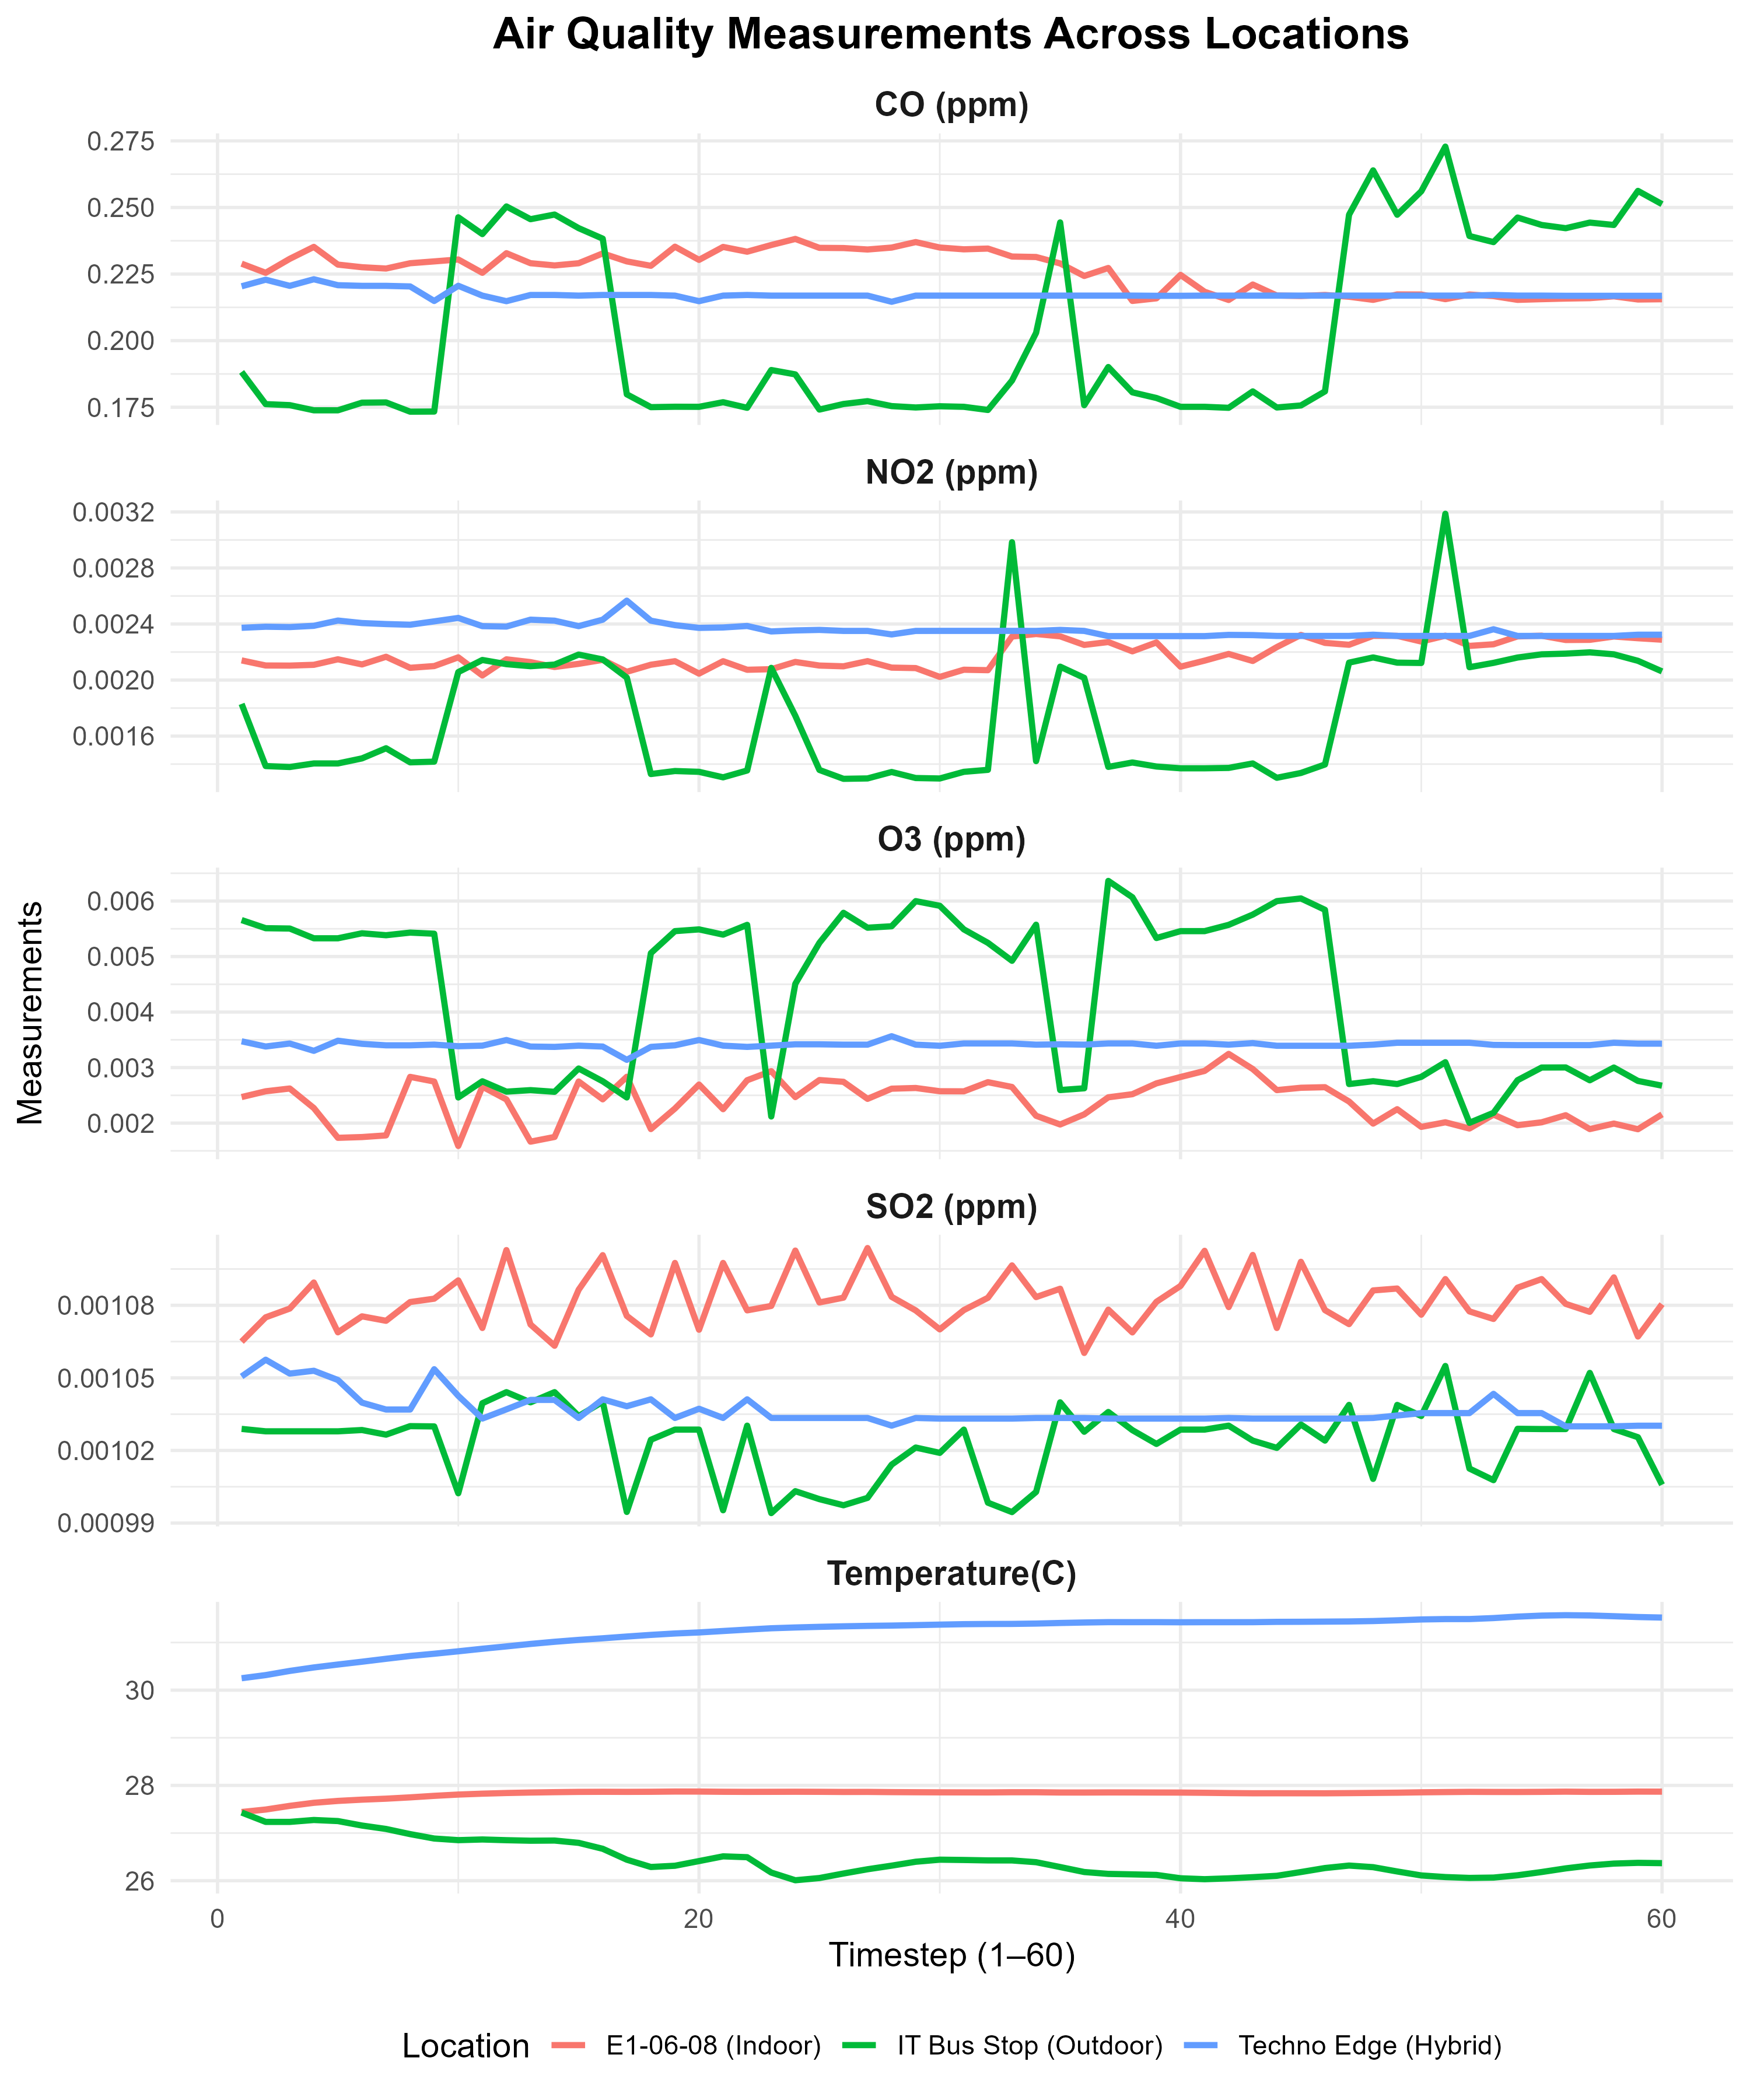 Air Quality Measurements Across Locations
CO (ppm)
0.275
0.250
0.225
0.200
0.175
NO2 (ppm)
0.0032
0.0028
0.0024
0.0020
0.0016
O3 (ppm)
0.006
0.005
0.004
0.003
0.002
Measurements
SO2 (ppm)
0.00108
0.00105
0.00102
0.00099
Temperature(C)
30
28
26
0 20 40 60
Timestep (1–60)
Location E1-06-08 (Indoor) IT Bus Stop (Outdoor) Techno Edge (Hybrid)